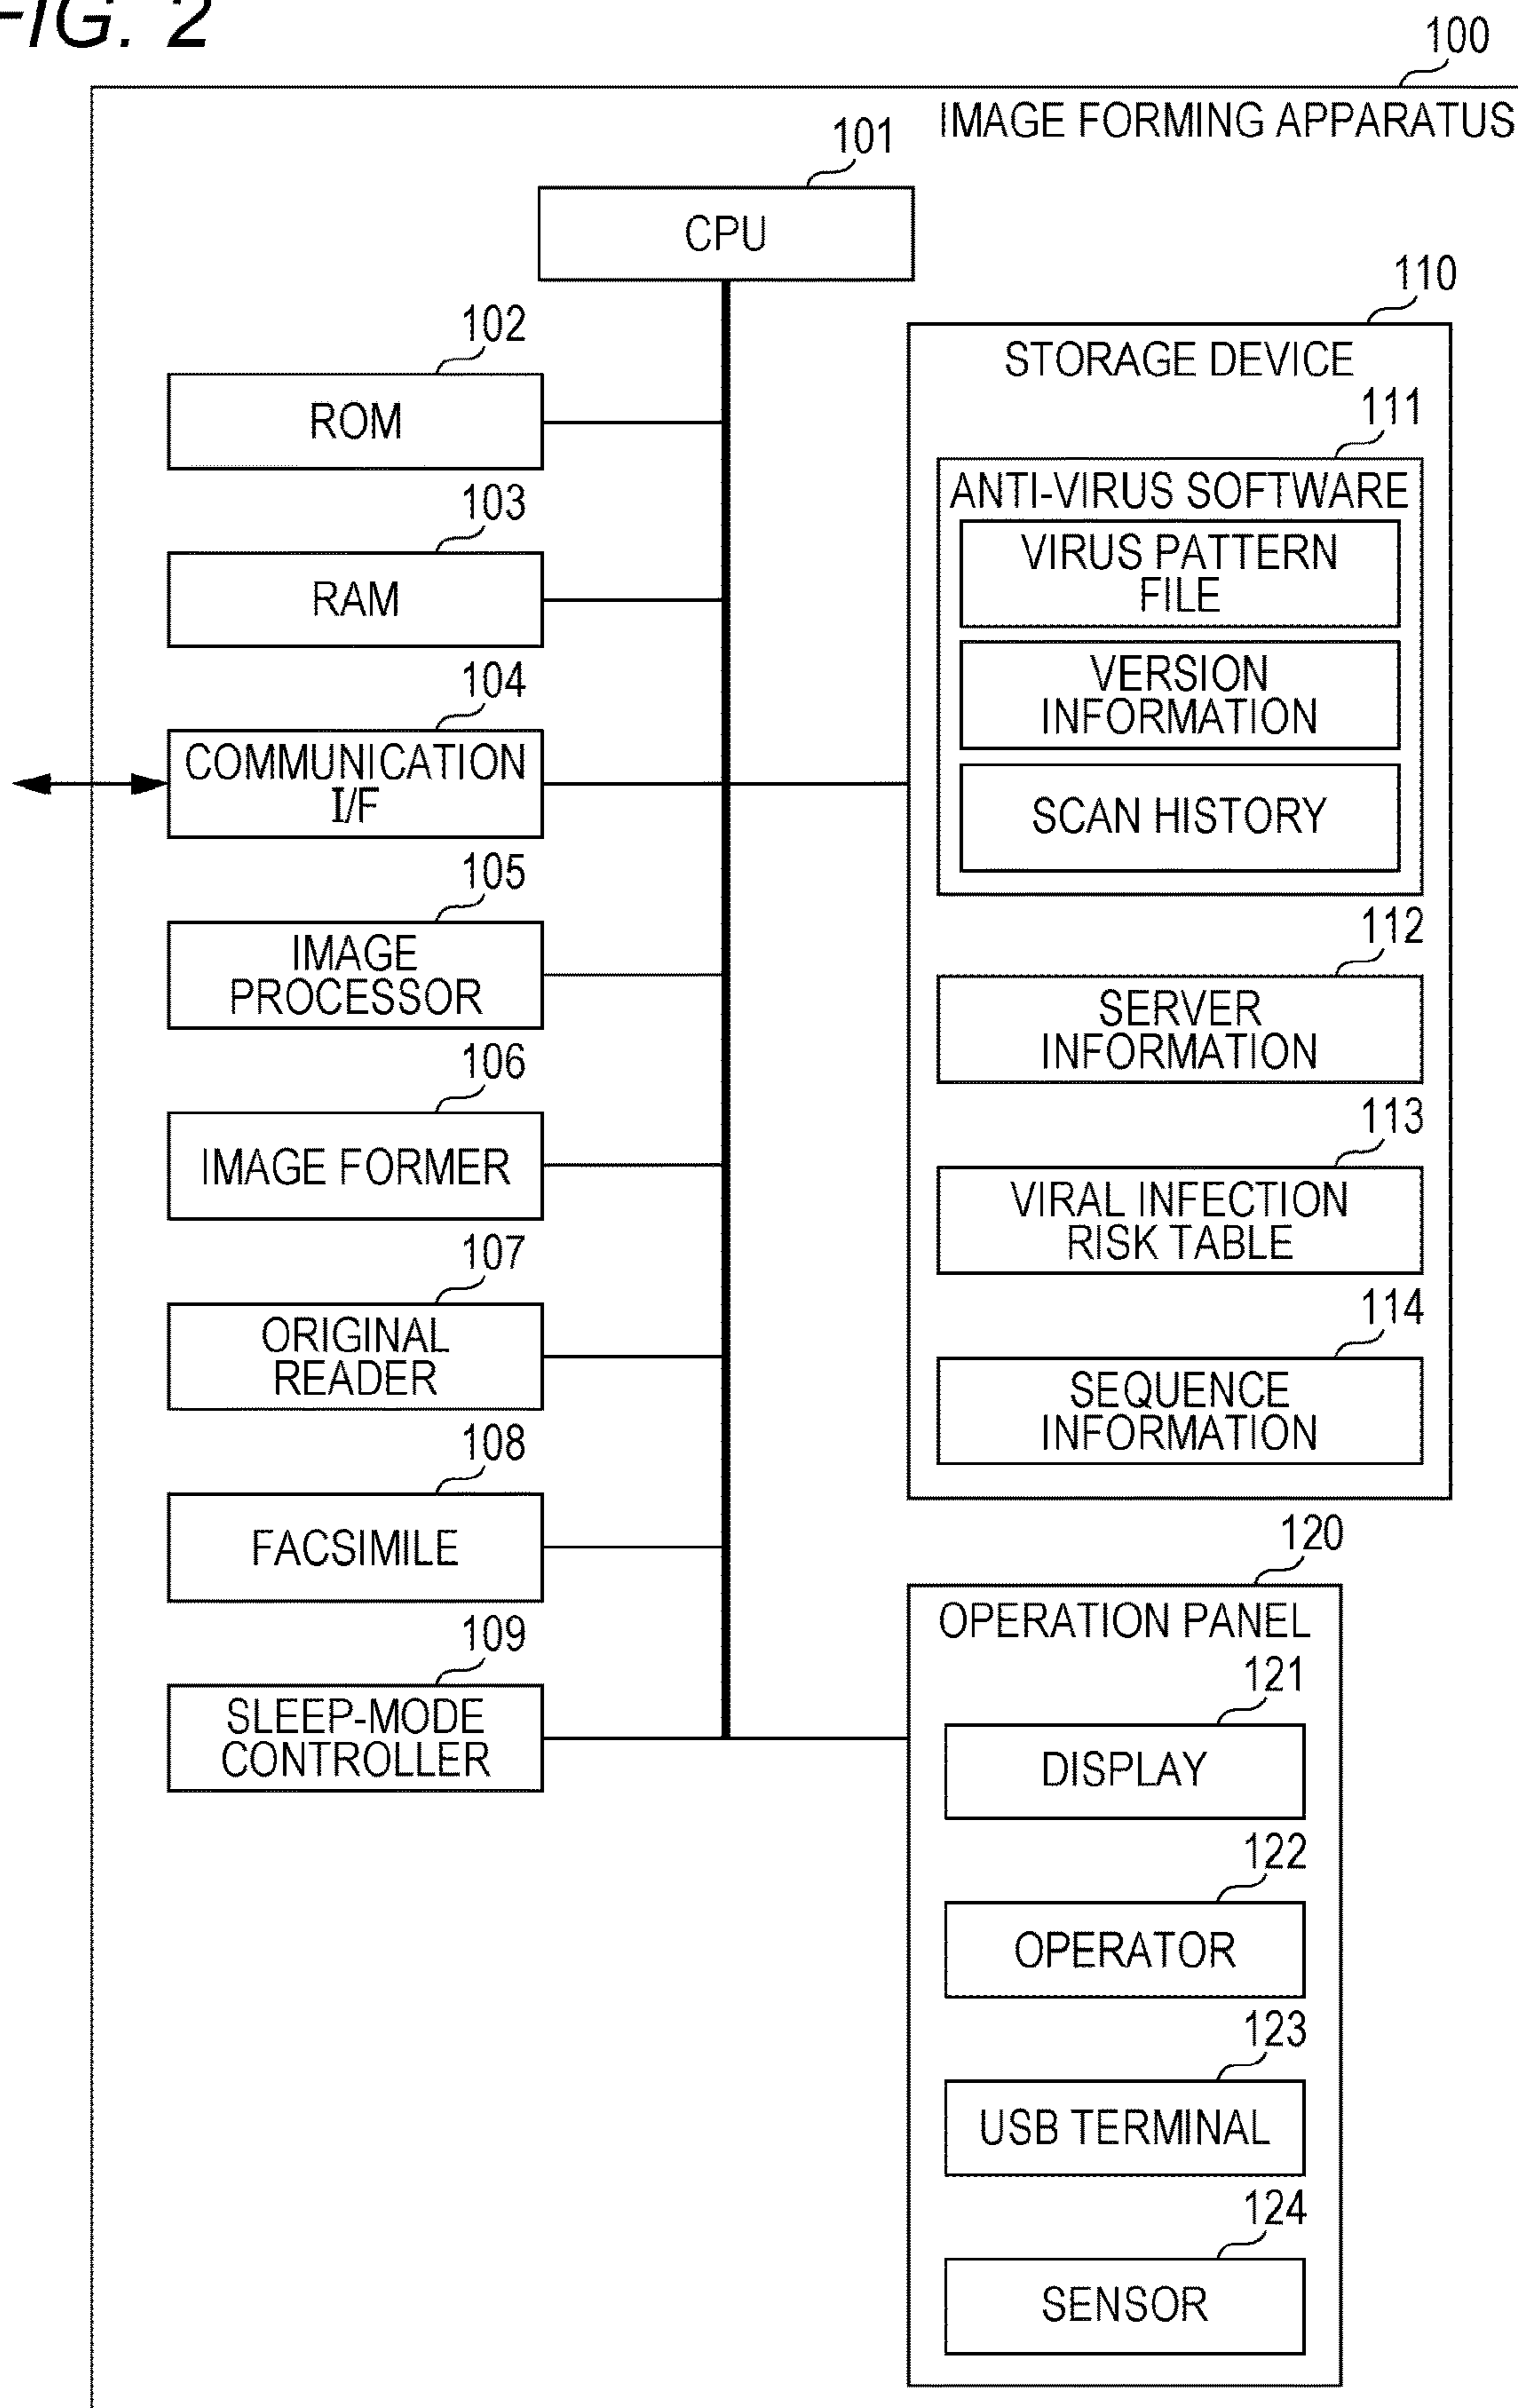 FIG. 2
100
IMAGE FORMING APPARATUS
101
CPU
102
ROM
103
RAM
104
COMMUNICATION
I/F
105
IMAGE
PROCESSOR
106
IMAGE FORMER
107
ORIGINAL
READER
108
FACSIMILE
109
SLEEP-MODE
CONTROLLER
110
STORAGE DEVICE
111
ANTI-VIRUS SOFTWARE
VIRUS PATTERN
FILE
VERSION
INFORMATION
SCAN HISTORY
112
SERVER
INFORMATION
113
VIRAL INFECTION
RISK TABLE
114
SEQUENCE
INFORMATION
120
OPERATION PANEL
121
DISPLAY
122
OPERATOR
123
USB TERMINAL
124
SENSOR